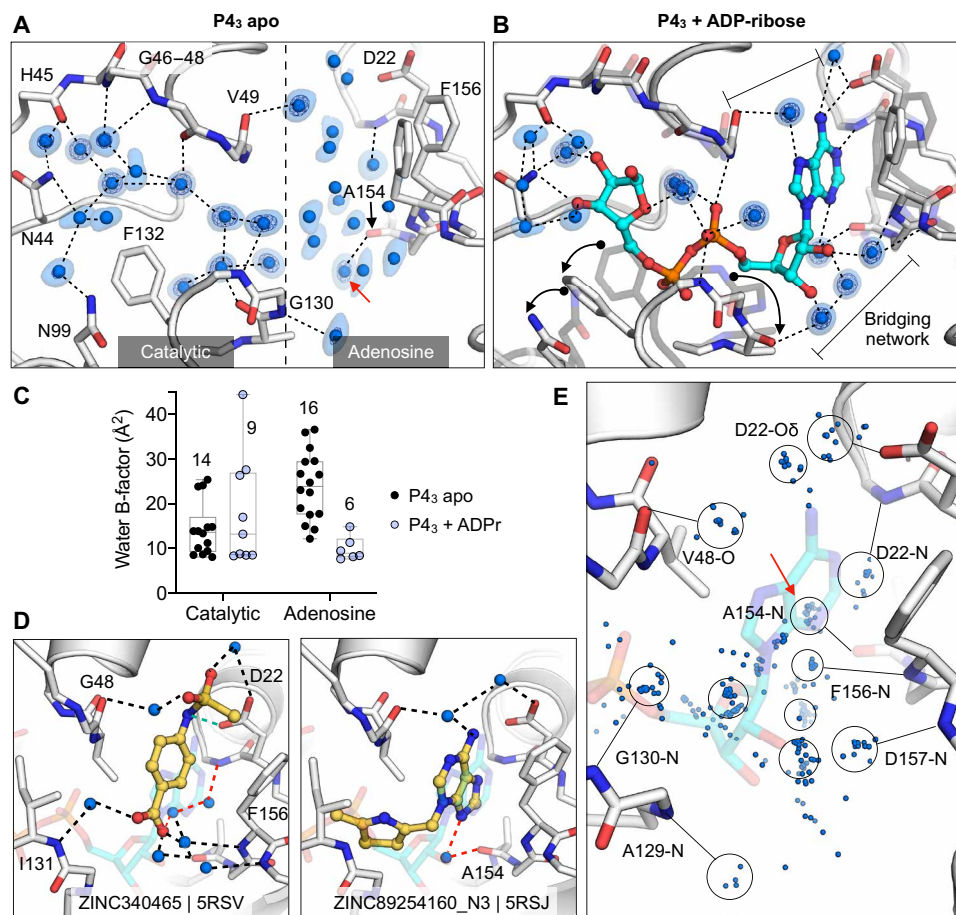 A
P4₃ apo
H45
G46–48
V49
D22
F156
A154
N44
F132
G130
N99
Catalytic
Adenosine
B
P4₃ + ADP-ribose
Bridging
network
C
Water B-factor (Å²)
40
30
20
10
0
14
9
16
6
Catalytic
Adenosine
P4₃ apo
P4₃ + ADPr
D
G48
D22
F156
I131
ZINC340465 | 5RSV
A154
ZINC89254160_N3 | 5RSJ
E
D22-Oδ
V48-O
D22-N
A154-N
F156-N
G130-N
D157-N
A129-N